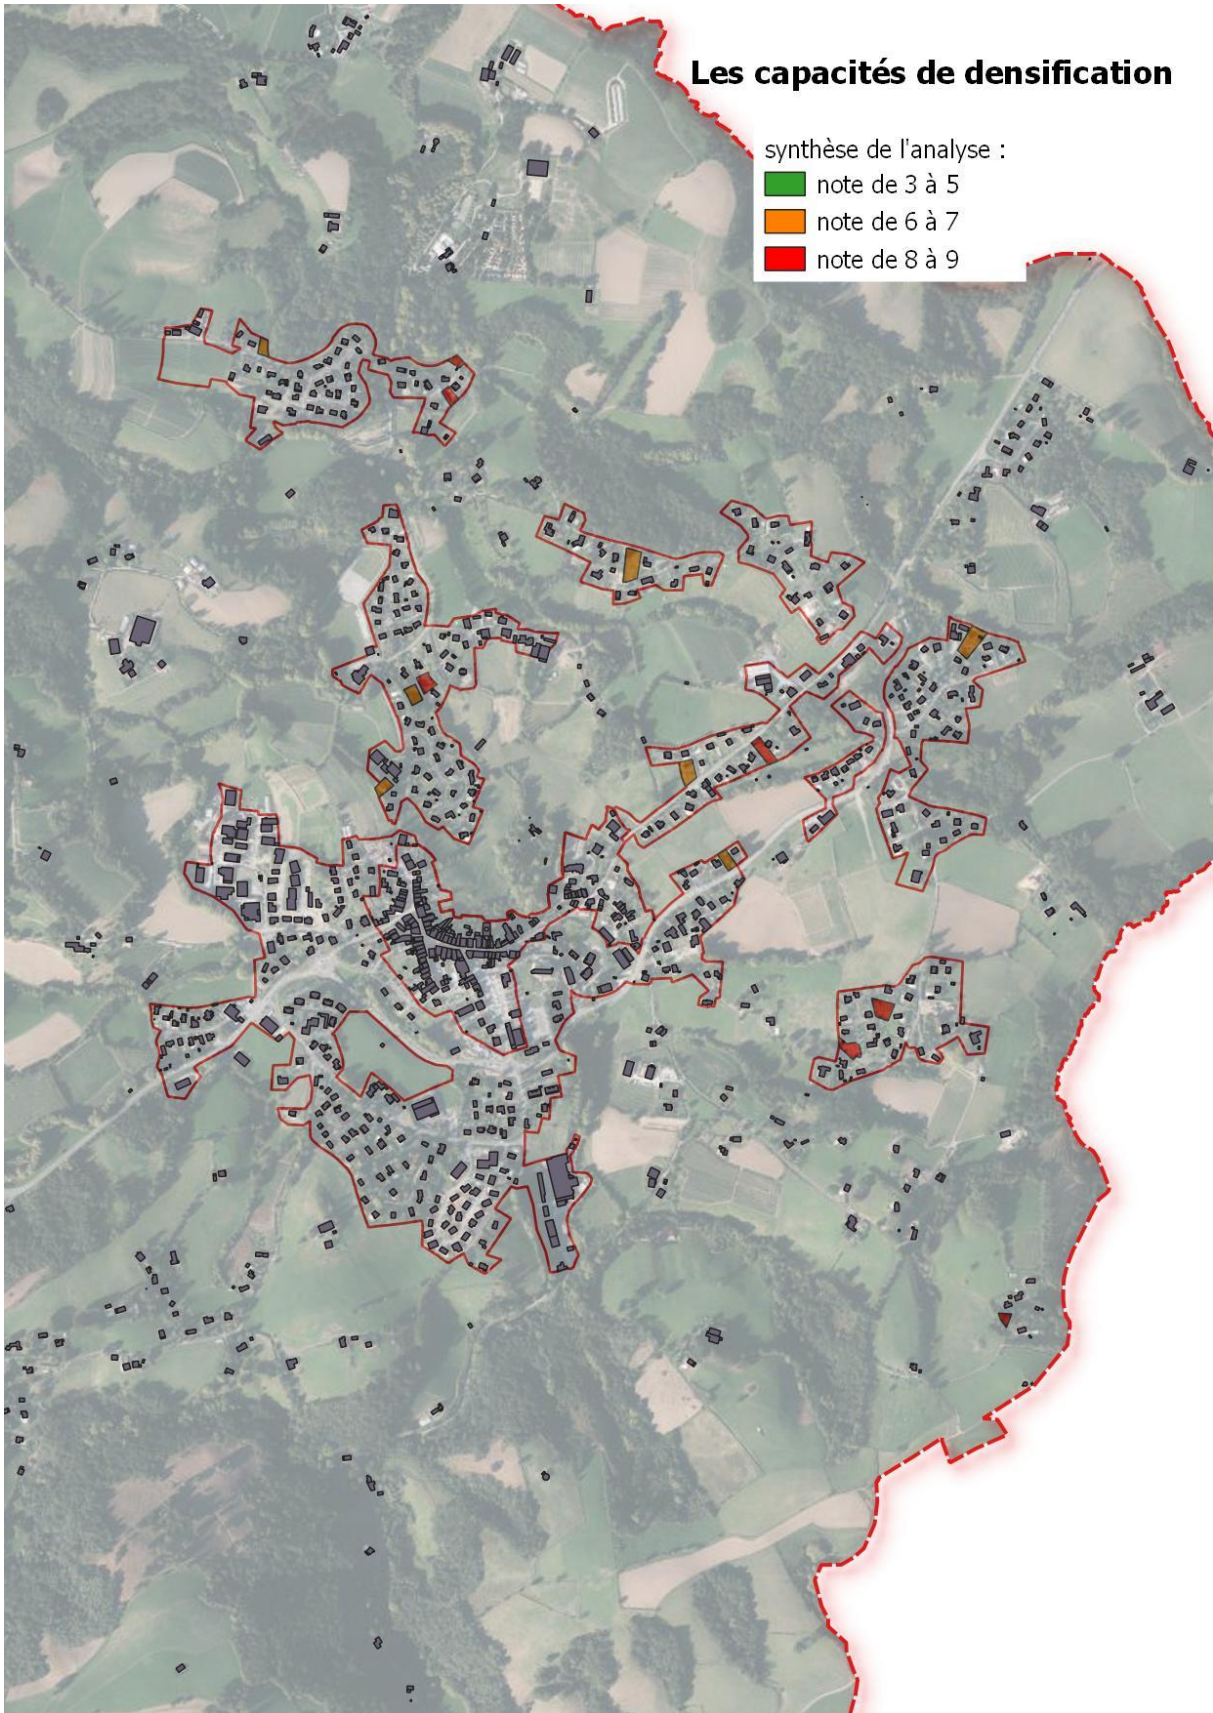 Les capacités de densification
synthèse de l'analyse :
note de 3 à 5
note de 6 à 7
note de 8 à 9